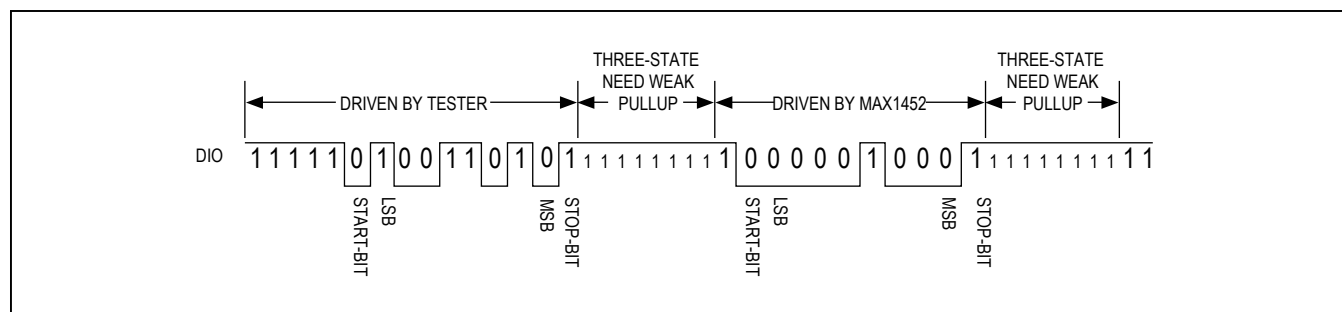 THREE-STATE
NEED WEAK
PULLUP
THREE-STATE
NEED WEAK
PULLUP
DRIVEN BY TESTER
DRIVEN BY MAX1452
DIO
1 1 1 1 1 0 1 0 0 1 1 0 1 0 1 1 1 1 1 1 1 1 1 1 0 0 0 0 0 1 0 0 0 1 1 1 1 1 1 1 1 1 1 1
START-BIT
LSB
MSB
STOP-BIT
START-BIT
LSB
MSB
STOP-BIT